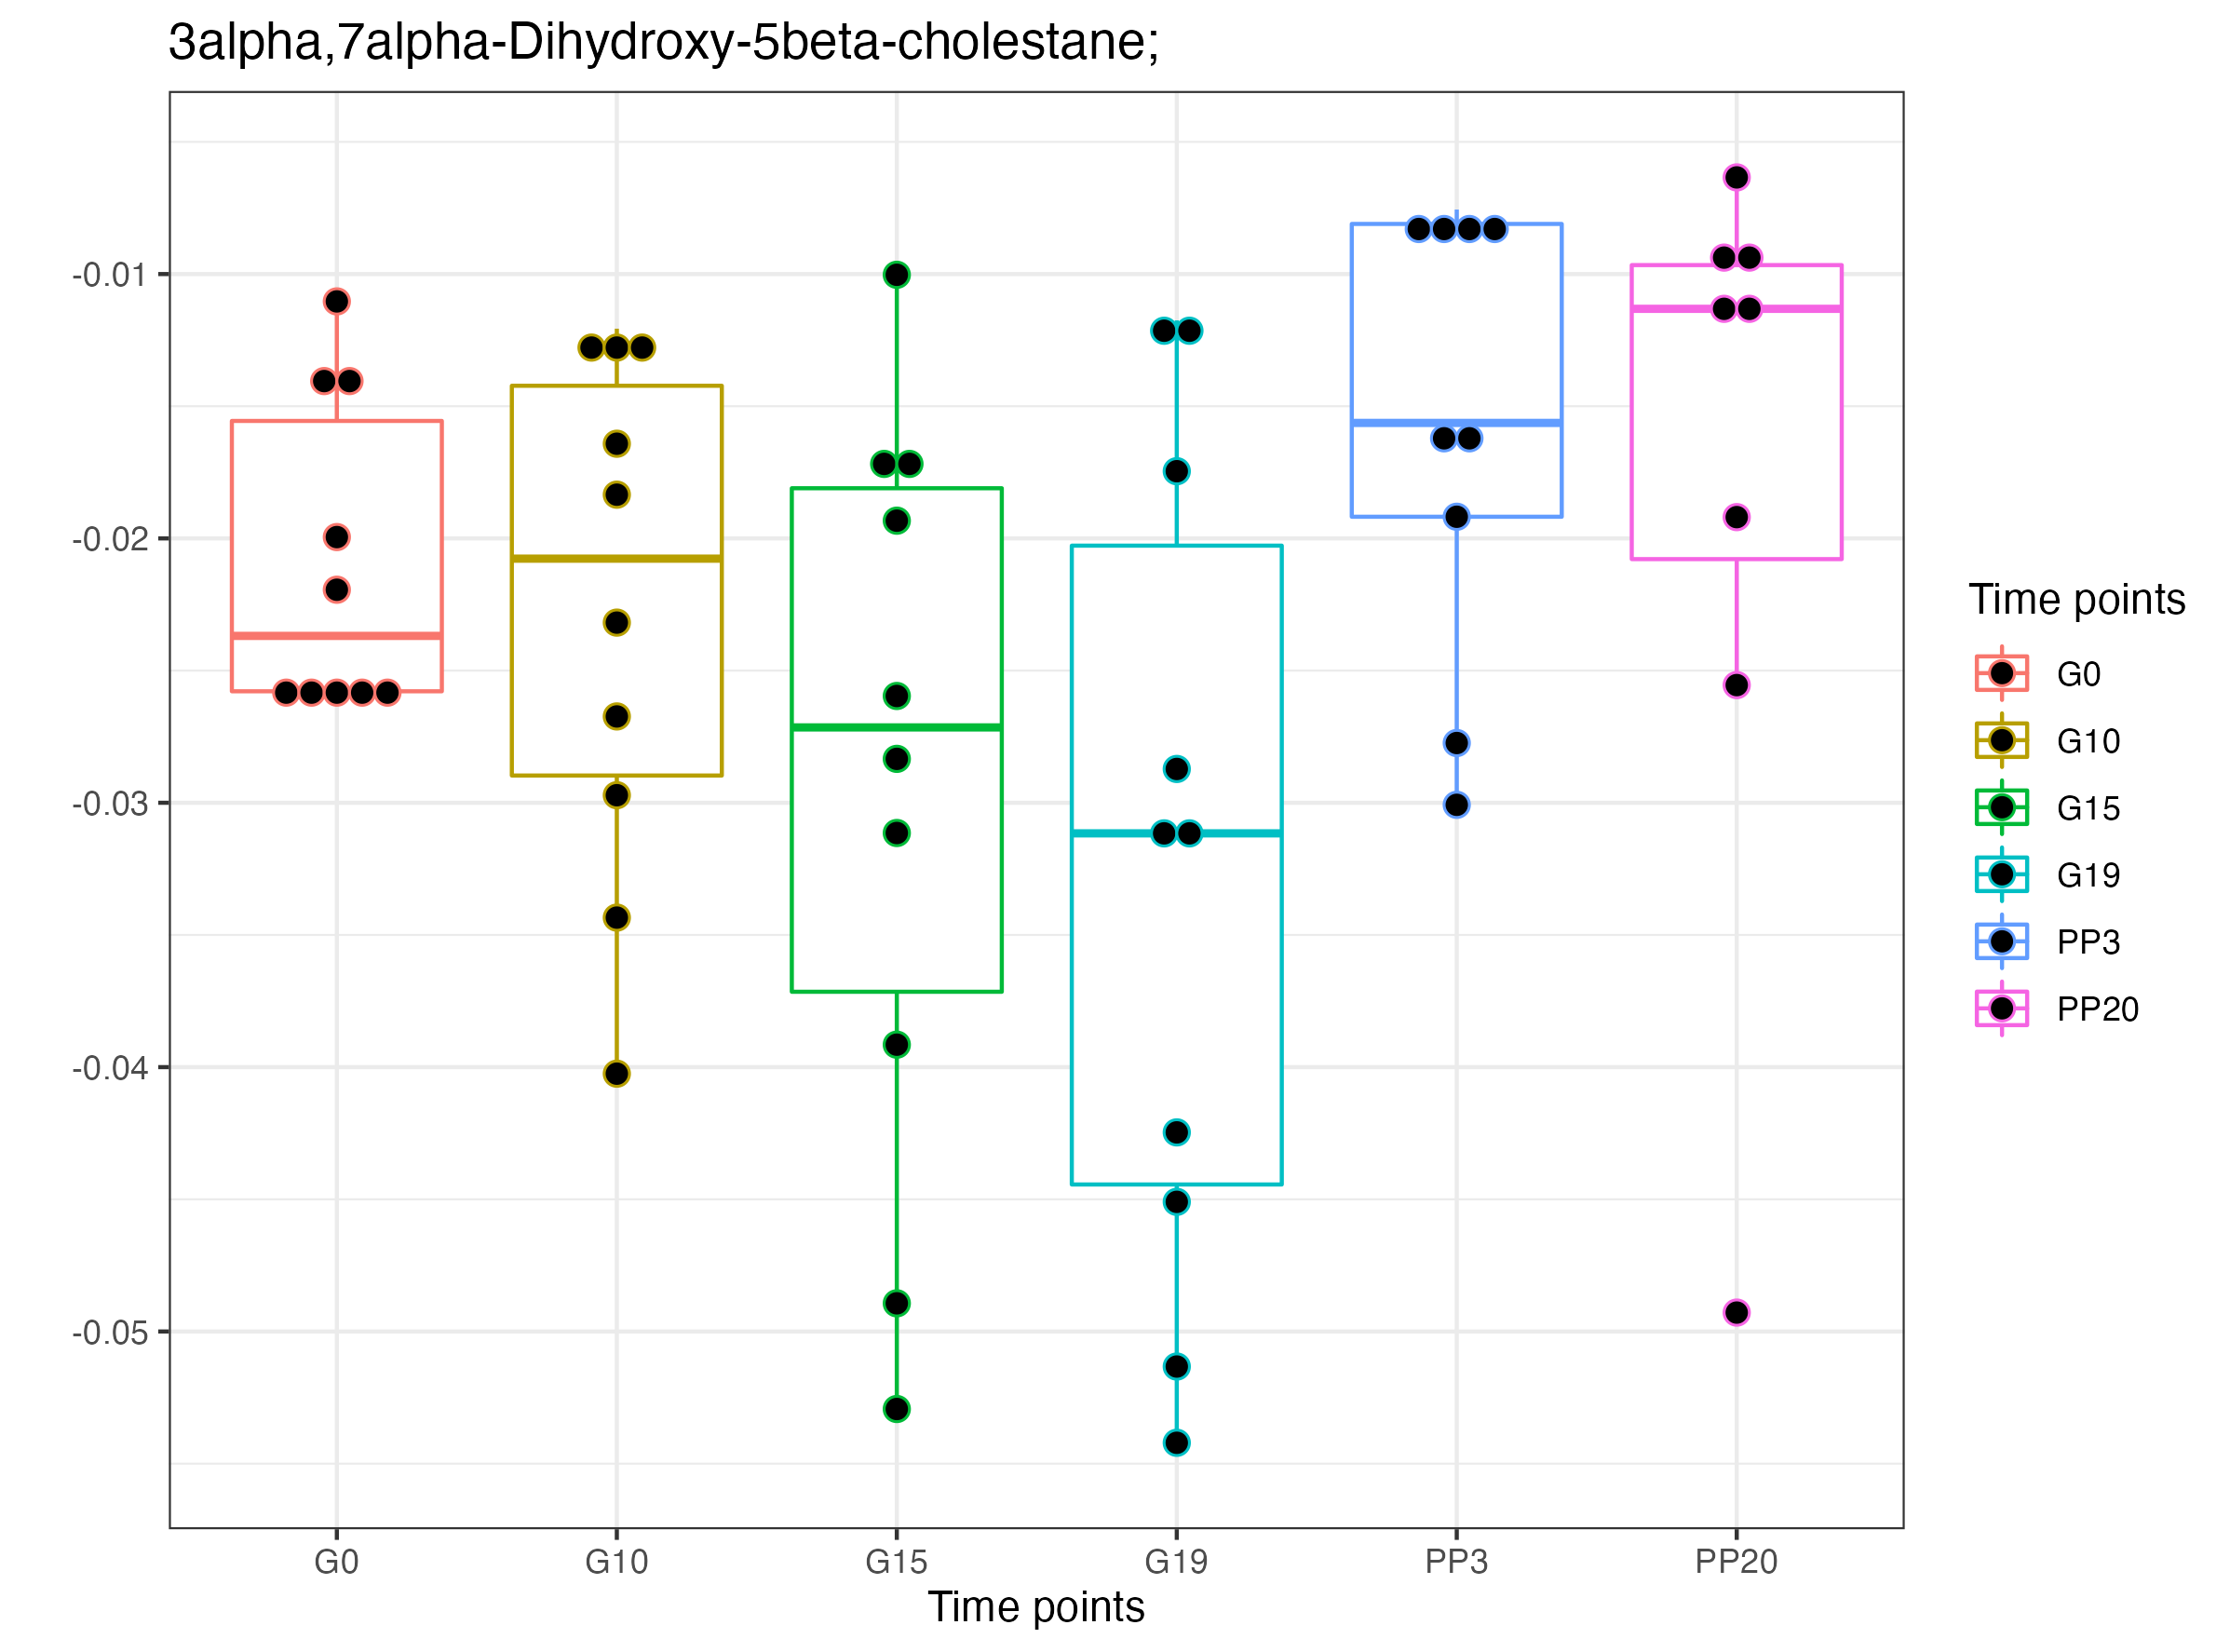 3alpha,7alpha-Dihydroxy-5beta-cholestane;
-0.01
-0.02
-0.03
-0.04
-0.05
G0 G10 G15 G19 PP3 PP20
Time points
Time points
G0
G10
G15
G19
PP3
PP20